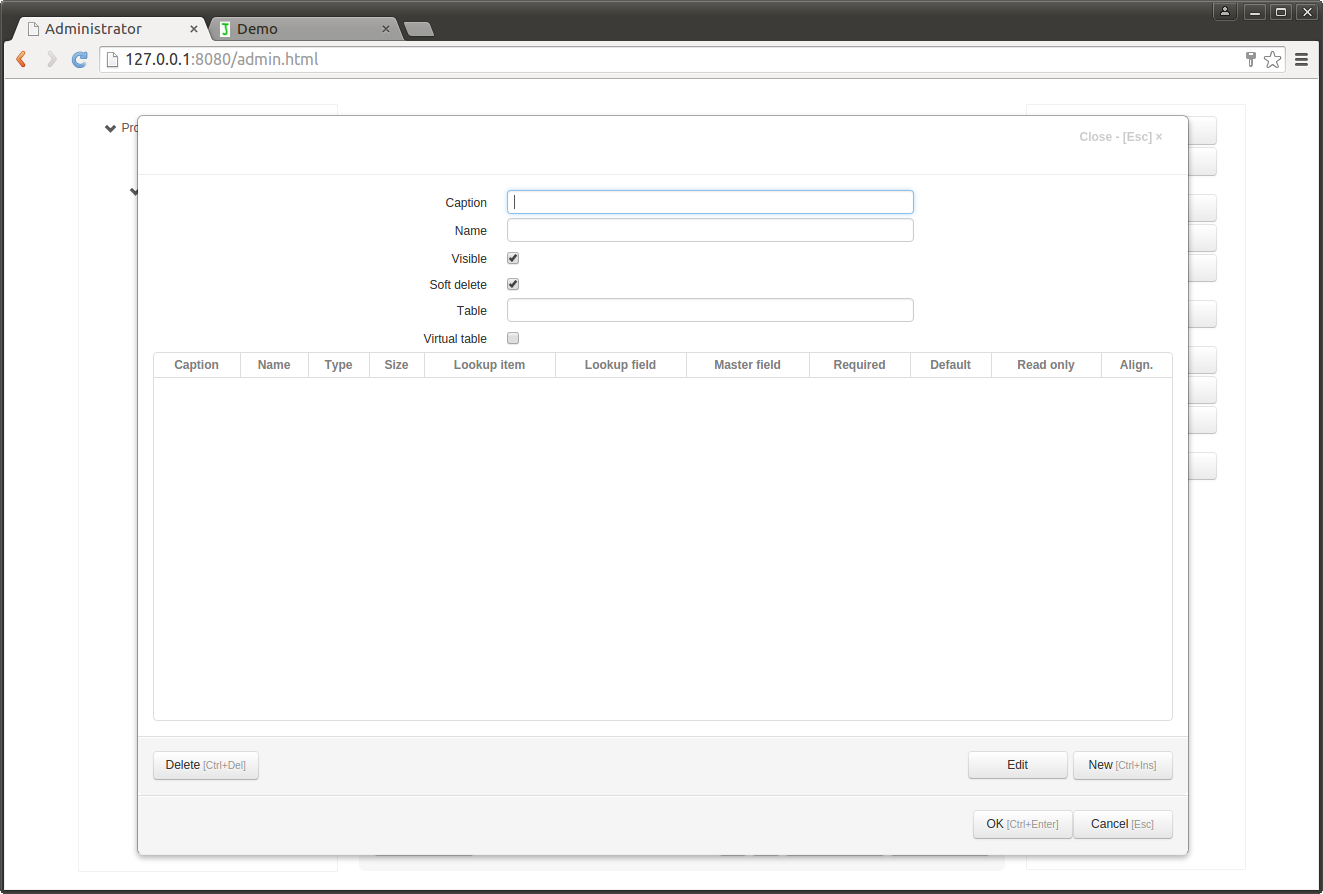 Administrator × Demo ×
127.0.0.1:8080/admin.html
Pro
Close - [Esc] ×
Caption
Name
Visible
Soft delete
Table
Virtual table
Caption Name Type Size Lookup item Lookup field Master field Required Default Read only Align.
Delete [Ctrl+Del] Edit New [Ctrl+Ins]
OK [Ctrl+Enter] Cancel [Esc]